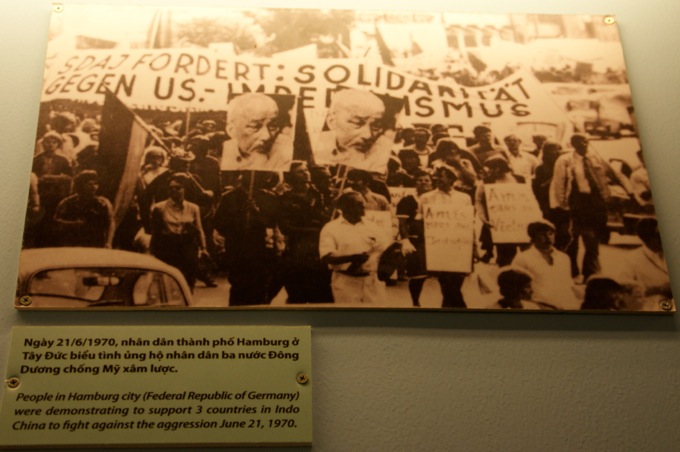 SDAJ FORDERT: SOLIDARITÄT
GEGEN US.-IMPERIALISMUS
Ngày 21/6/1970, nhân dân thành phố Hamburg ở
Tây Đức biểu tình ủng hộ nhân dân ba nước Đông
Dương chống Mỹ xâm lược.
People in Hamburg city (Federal Republic of Germany)
were demonstrating to support 3 countries in Indo
China to fight against the aggression June 21, 1970.